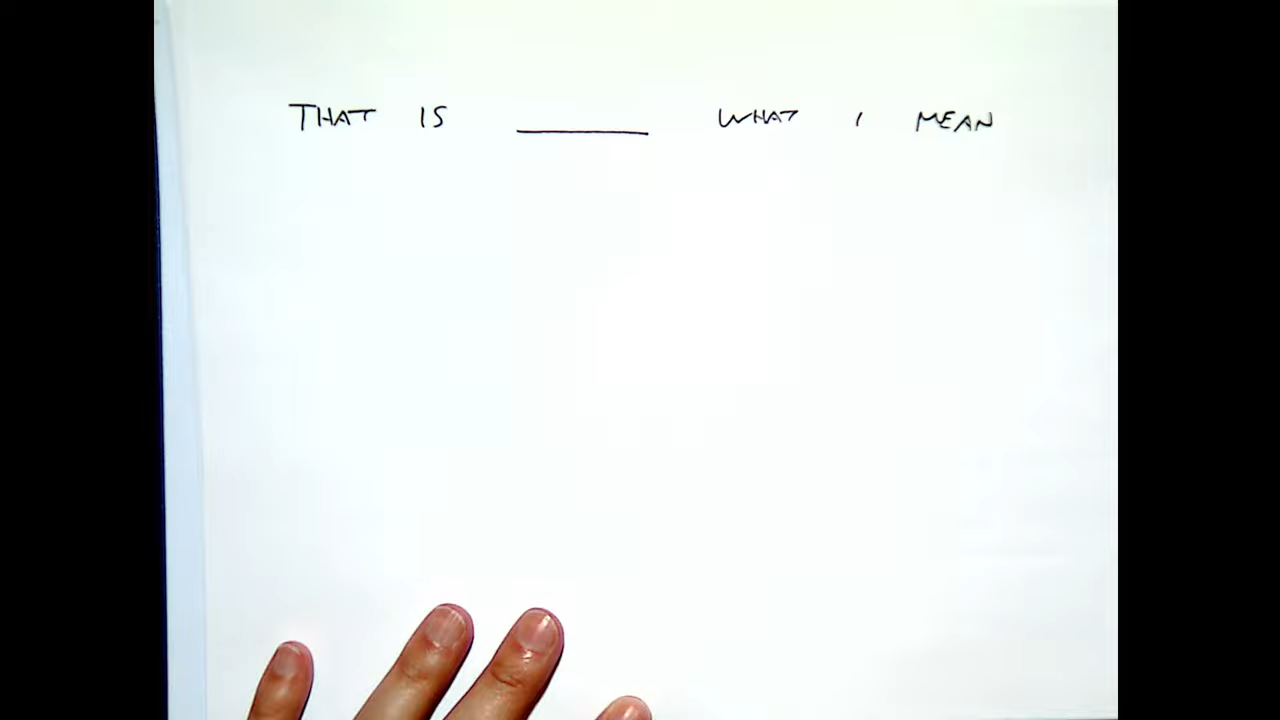 THAT IS ______ WHAT I MEAN